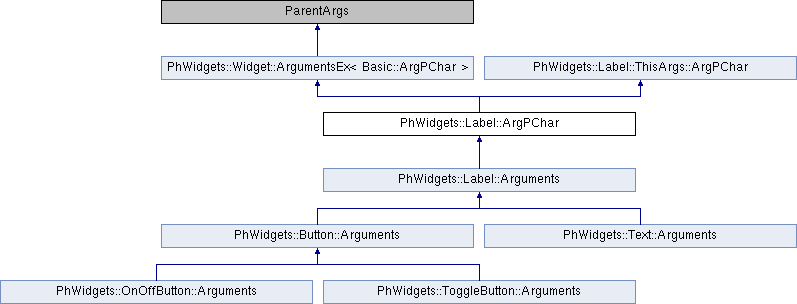 ParentArgs
PhWidgets::Widget::ArgumentsEx< Basic::ArgPChar >
PhWidgets::Label::ThisArgs::ArgPChar
PhWidgets::Label::ArgPChar
PhWidgets::Label::Arguments
PhWidgets::Button::Arguments
PhWidgets::Text::Arguments
PhWidgets::OnOffButton::Arguments
PhWidgets::ToggleButton::Arguments